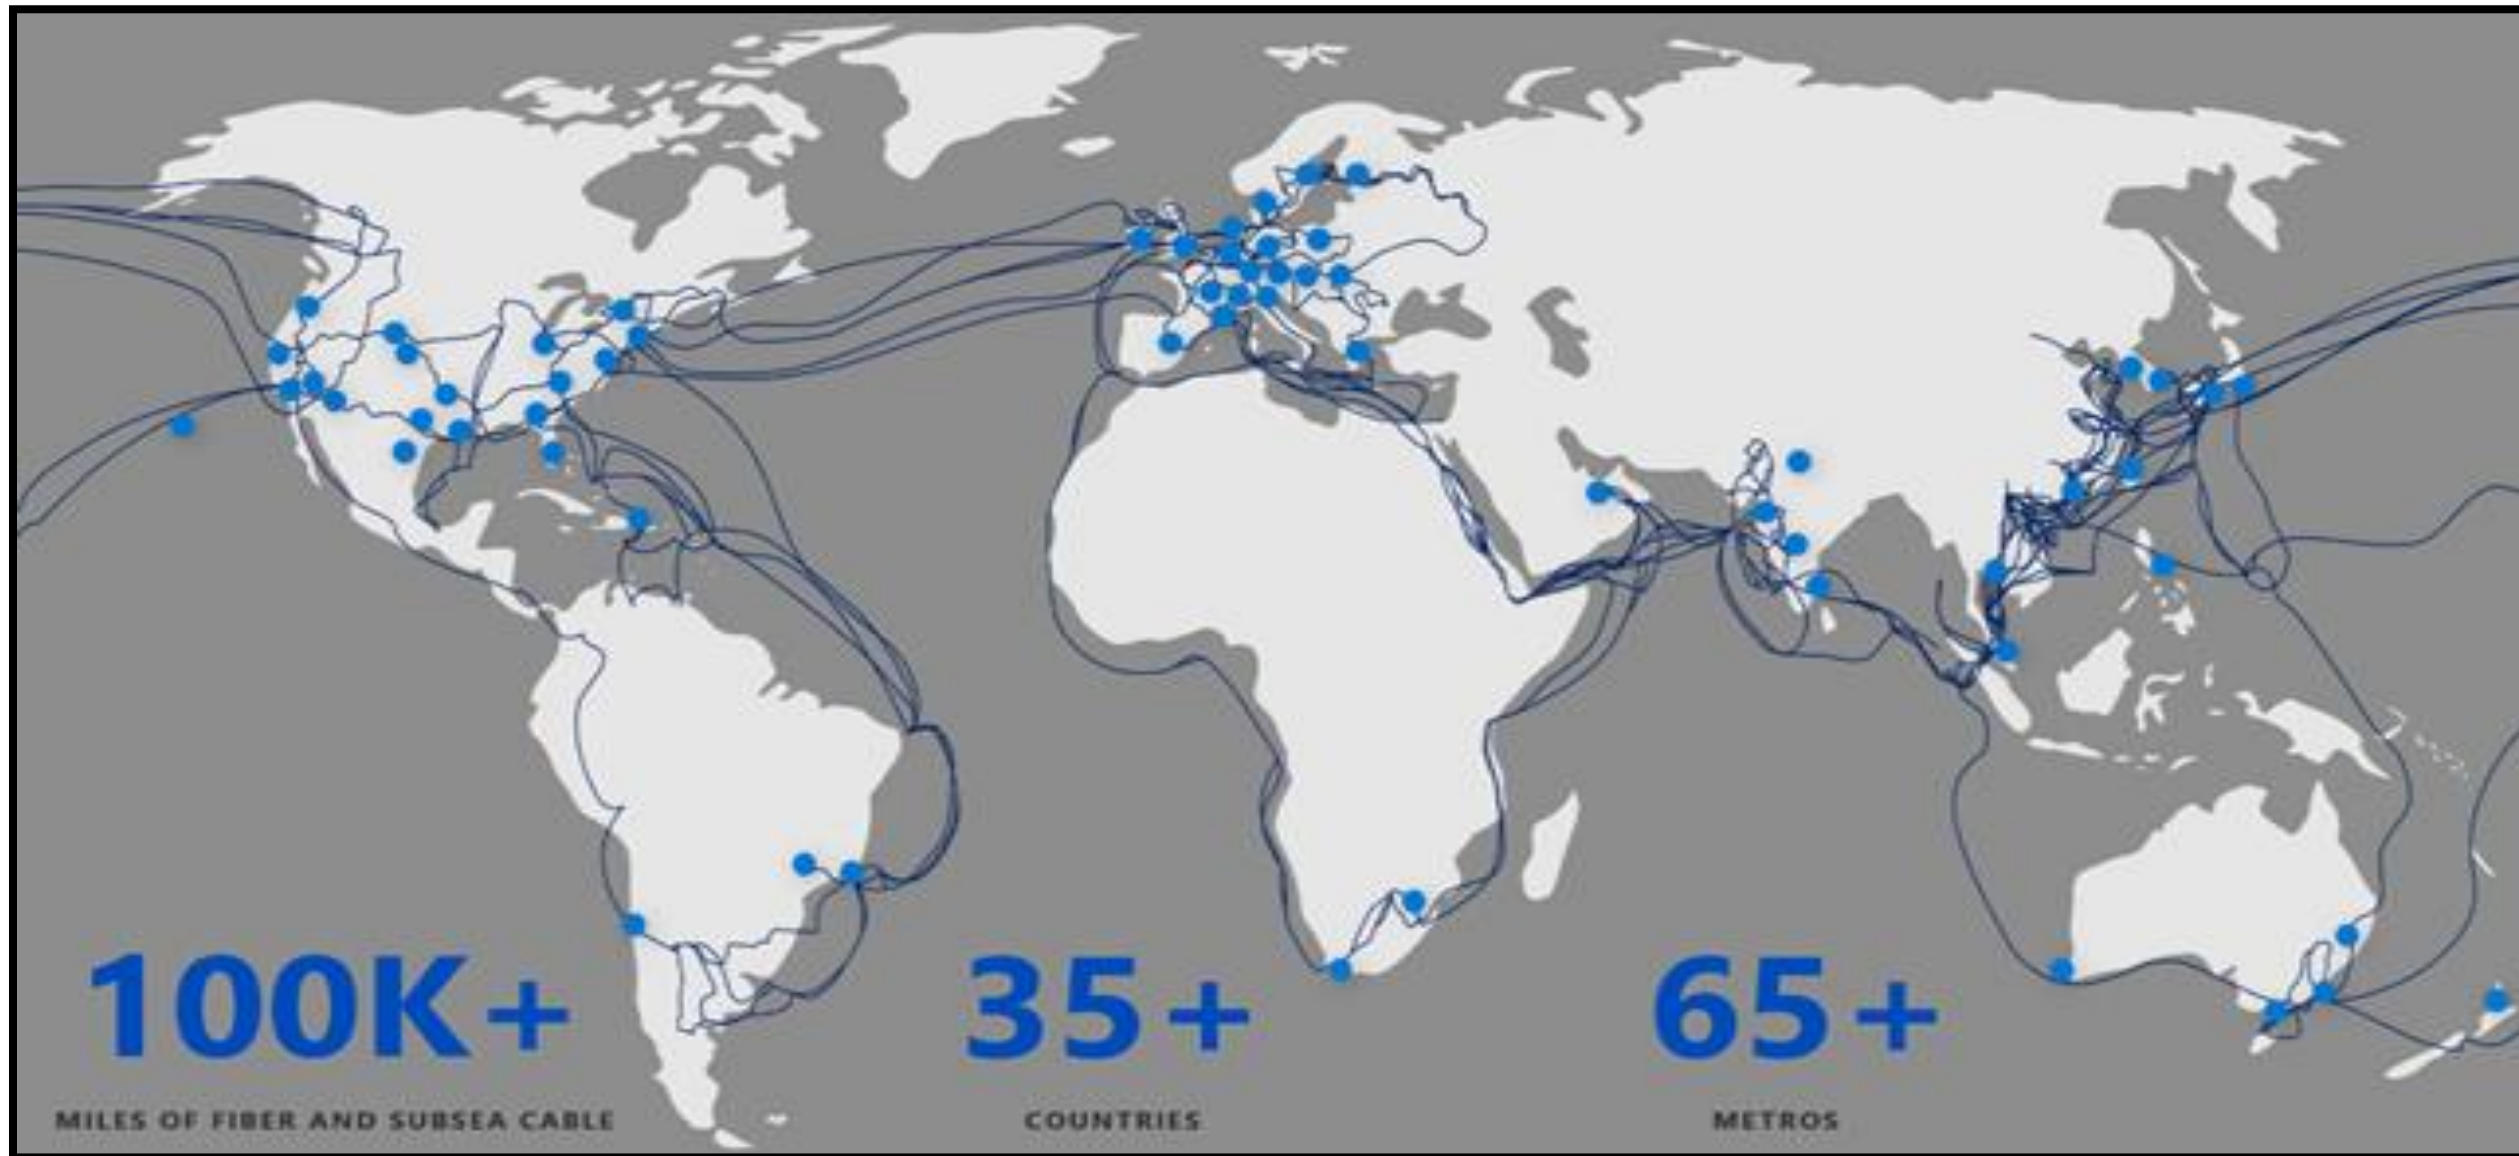 100K+
MILES OF FIBER AND SUBSEA CABLE
35+
COUNTRIES
65+
METROS